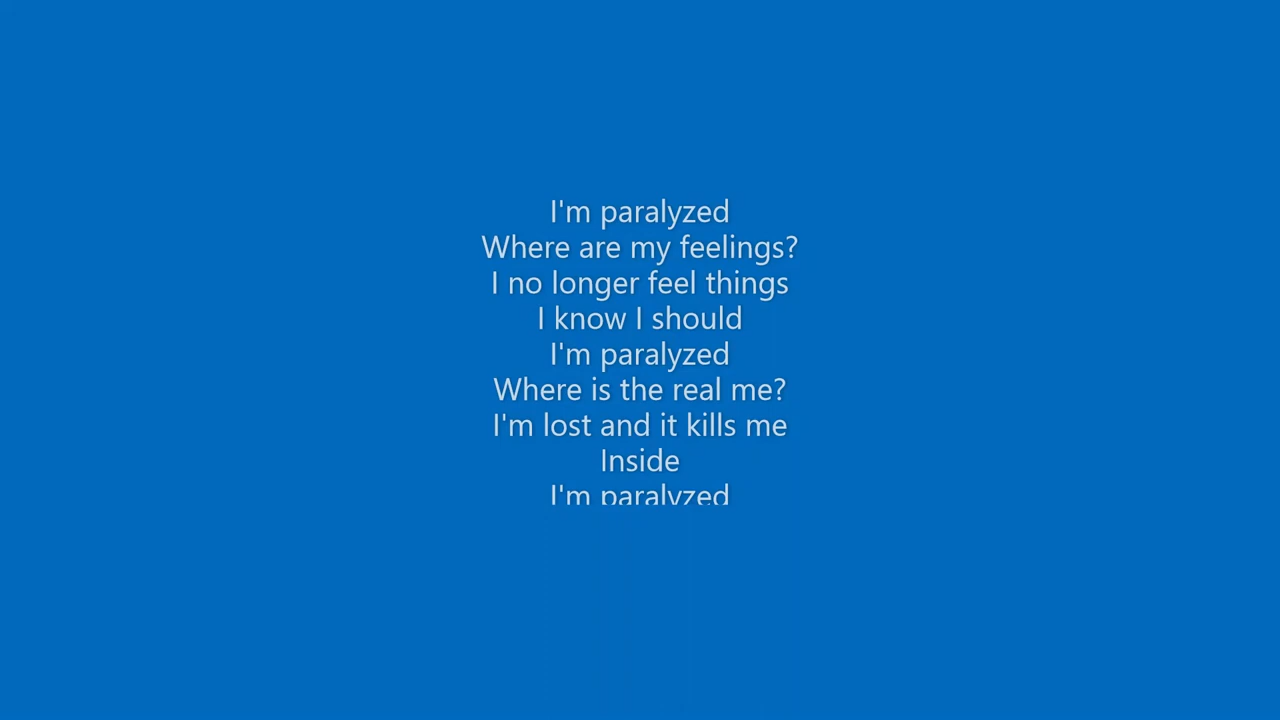 I'm paralyzed
Where are my feelings?
I no longer feel things
I know I should
I'm paralyzed
Where is the real me?
I'm lost and it kills me
Inside
I'm paralyzed